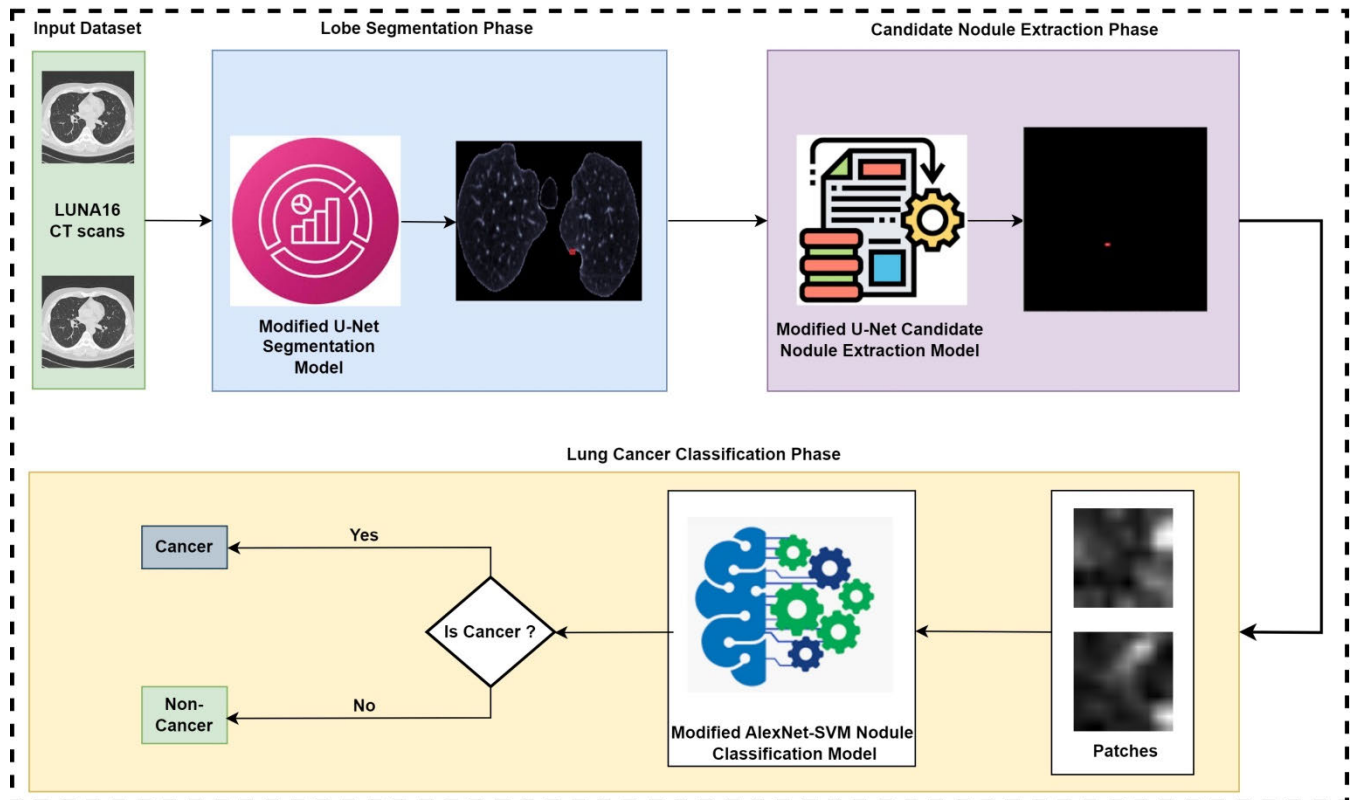 Input Dataset
Lobe Segmentation Phase
Candidate Nodule Extraction Phase
LUNA16
CT scans
Modified U-Net
Segmentation
Model
Modified U-Net Candidate
Nodule Extraction Model
Lung Cancer Classification Phase
Cancer
Yes
Is Cancer ?
Non-
Cancer
No
Modified AlexNet-SVM Nodule
Classification Model
Patches